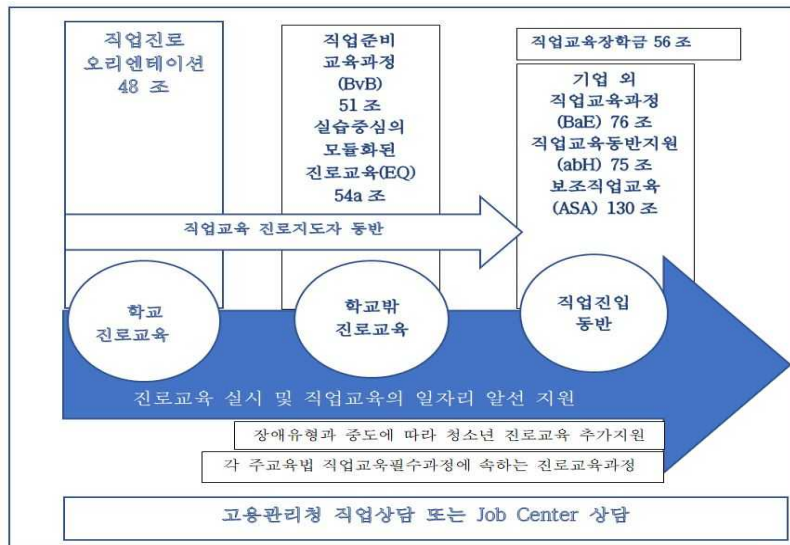 직업진로
오리엔테이션
48 조
직업준비
교육과정
(BvB)
51 조
실습중심의
모듈화된
진로교육(EQ)
54a 조
직업교육장학금 56 조
기업 외
직업교육과정
(BaE) 76 조
직업교육동반지원
(abH) 75 조
보조직업교육
(ASA) 130 조
직업교육 진로지도자 동반
학교
진로교육
학교밖
진로교육
직업진입
동반
진로교육 실시 및 직업교육의 일자리 알선 지원
장애유형과 중도에 따라 청소년 진로교육 추가지원
각 주교육법 직업교육필수과정에 속하는 진로교육과정
고용관리청 직업상담 또는 Job Center 상담